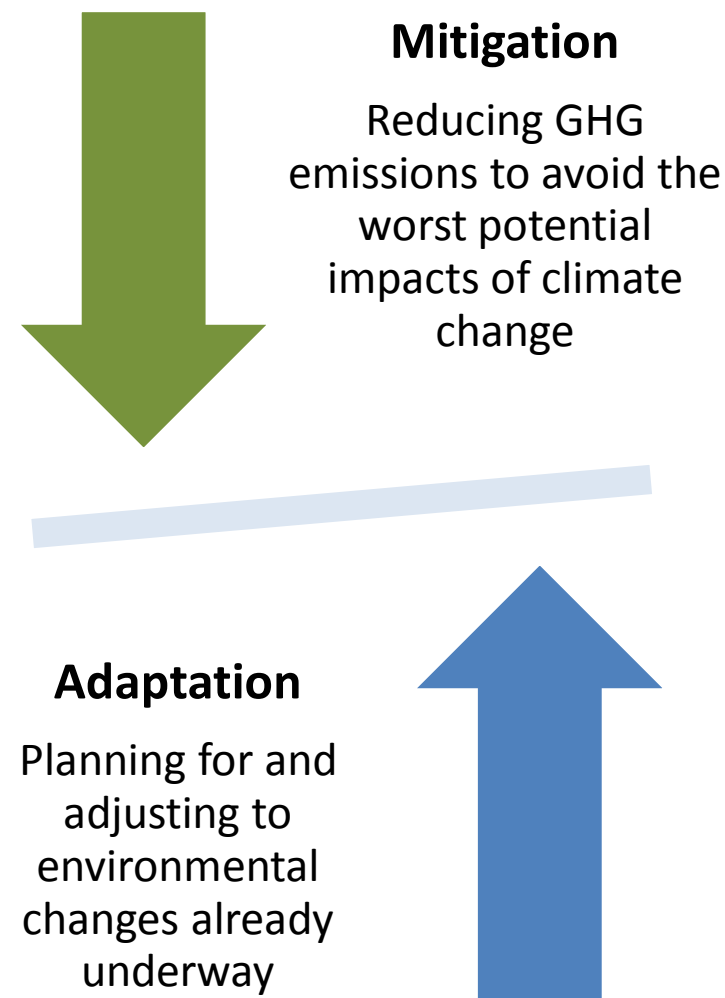 Mitigation
Reducing GHG
emissions to avoid the
worst potential
impacts of climate
change
Adaptation
Planning for and
adjusting to
environmental
changes already
underway